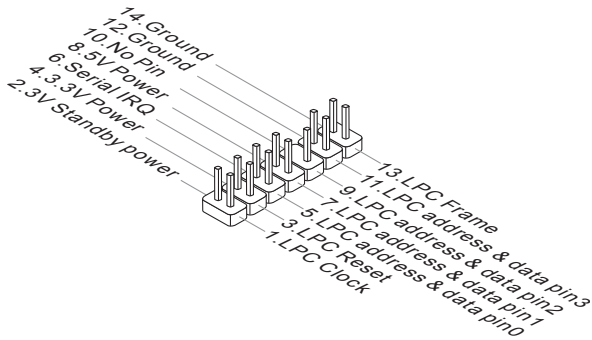 14.Ground
12.Ground
10.No Pin
8.5V Power
6.Serial IRQ
4.3.3V Power
2.3V Standby power
13.LPC Frame
11.LPC address & data pin3
9.LPC address & data pin2
7.LPC address & data pin1
5.LPC address & data pin0
3.LPC Reset
1.LPC Clock